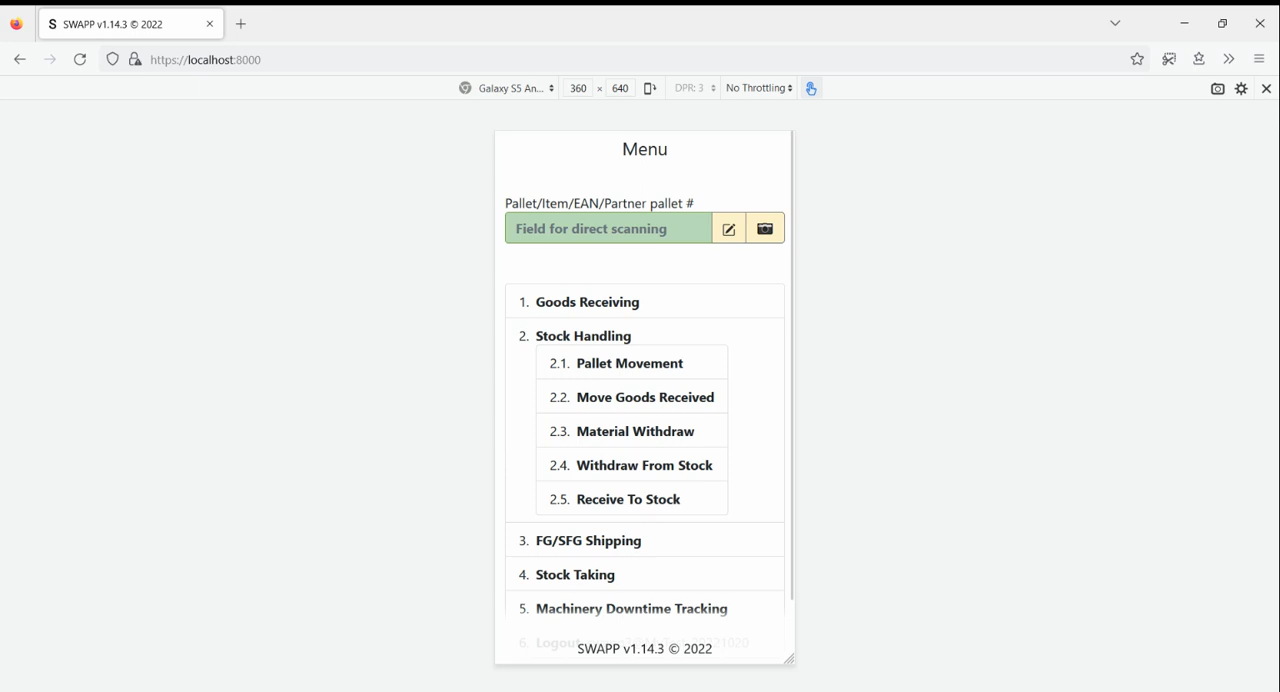 SWAPP v1.14.3 © 2022
https://localhost:8000
Galaxy S5 An... 360 × 640 DPR: 3 No Throttling
Menu
Pallet/Item/EAN/Partner pallet #
Field for direct scanning
1. Goods Receiving
2. Stock Handling
2.1. Pallet Movement
2.2. Move Goods Received
2.3. Material Withdraw
2.4. Withdraw From Stock
2.5. Receive To Stock
3. FG/SFG Shipping
4. Stock Taking
5. Machinery Downtime Tracking
6. Logout
SWAPP v1.14.3 © 2022